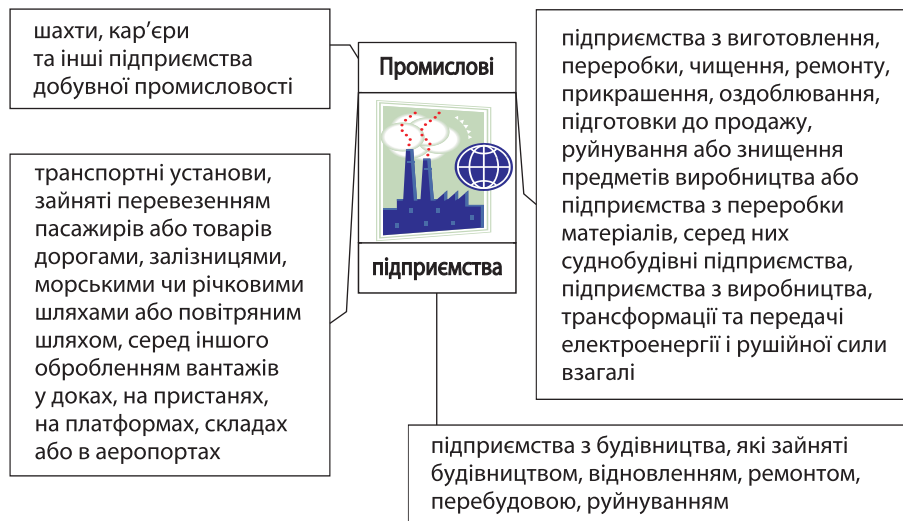 шахти, кар’єри
та інші підприємства
добувної промисловості
Промислові
підприємства
підприємства з виготовлення,
переробки, чищення, ремонту,
прикрашення, оздоблювання,
підготовки до продажу,
руйнування або знищення
предметів виробництва або
підприємства з переробки
матеріалів, серед них
суднобудівні підприємства,
підприємства з виробництва,
трансформації та передачі
електроенергії і рушійної сили
взагалі
транспортні установи,
зайняті перевезенням
пасажирів або товарів
дорогами, залізницями,
морськими чи річковими
шляхами або повітряним
шляхом, серед іншого
обробленням вантажів
у доках, на пристанях,
на платформах, складах
або в аеропортах
підприємства з будівництва, які зайняті
будівництвом, відновленням, ремонтом,
перебудовою, руйнуванням